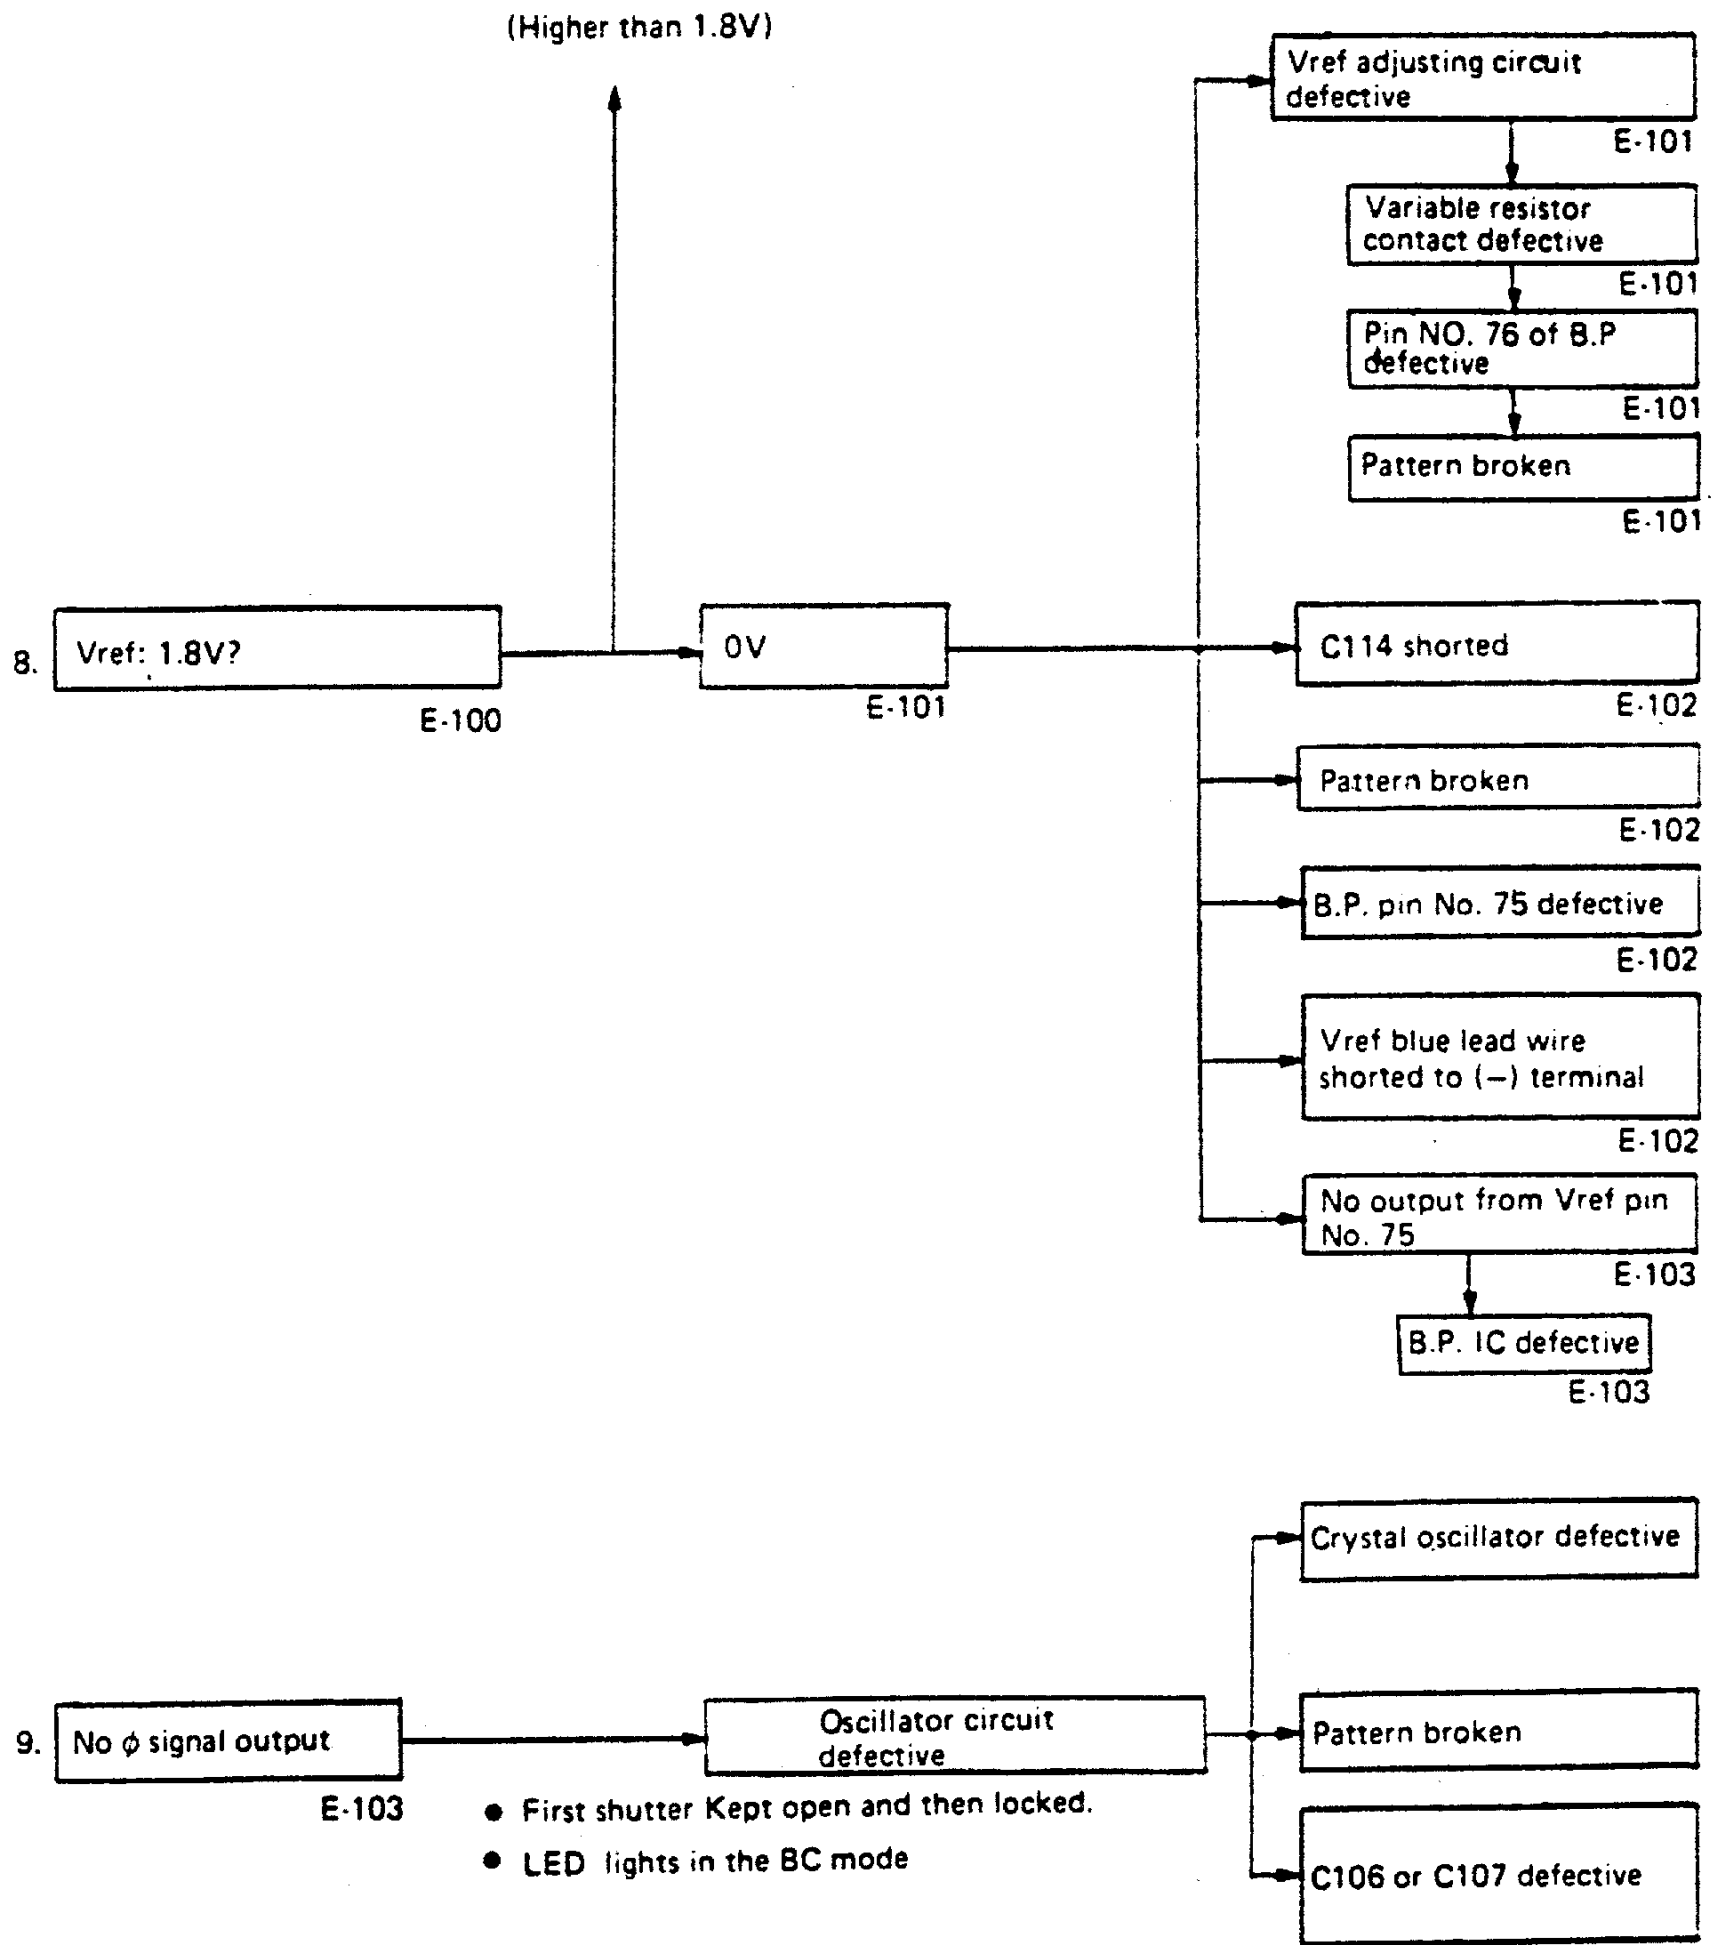 (Higher than 1.8V)
Vref adjusting circuit
defective
E-101
Variable resistor
contact defective
E-101
Pin NO. 76 of B.P
defective
E-101
Pattern broken
E-101
8.
Vref: 1.8V?
E-100
0V
E-101
C114 shorted
E-102
Pattern broken
E-102
B.P. pin No. 75 defective
E-102
Vref blue lead wire
shorted to (−) terminal
E-102
No output from Vref pin
No. 75
E-103
B.P. IC defective
E-103
9.
No ϕ signal output
E-103
Oscillator circuit
defective
● First shutter Kept open and then locked.
● LED lights in the BC mode
Crystal oscillator defective
Pattern broken
C106 or C107 defective